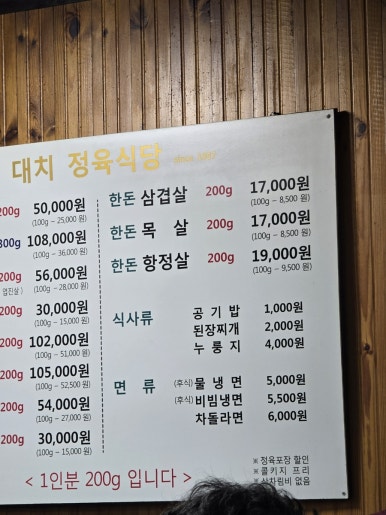 대치 정육식당 since
200g 50,000원
(100g - 25,000 원)
300g 108,000원
(100g - 36,000 원)
200g 56,000원
(100g - 28,000 원)
200g 30,000원
(100g - 15,000 원)
200g 102,000원
(100g - 51,000 원)
200g 105,000원
(100g - 52,500 원)
200g 54,000원
(100g - 27,000 원)
200g 30,000원
(100g - 15,000 원)
한돈 삼겹살 200g 17,000원
(100g - 8,500 원)
한돈 목 살 200g 17,000원
(100g - 8,500 원)
한돈 항정살 200g 19,000원
(100g - 9,500 원)
식사류 공 기 밥 1,000원
된장찌개 2,000원
누 룽 지 4,000원
면 류 (후식) 물 냉 면 5,000원
(후식) 비빔냉면 5,500원
차돌라면 6,000원
< 1인분 200g 입니다 >
※ 정육포장 할인
※ 콜키지 프리
※ 상차림비 없음